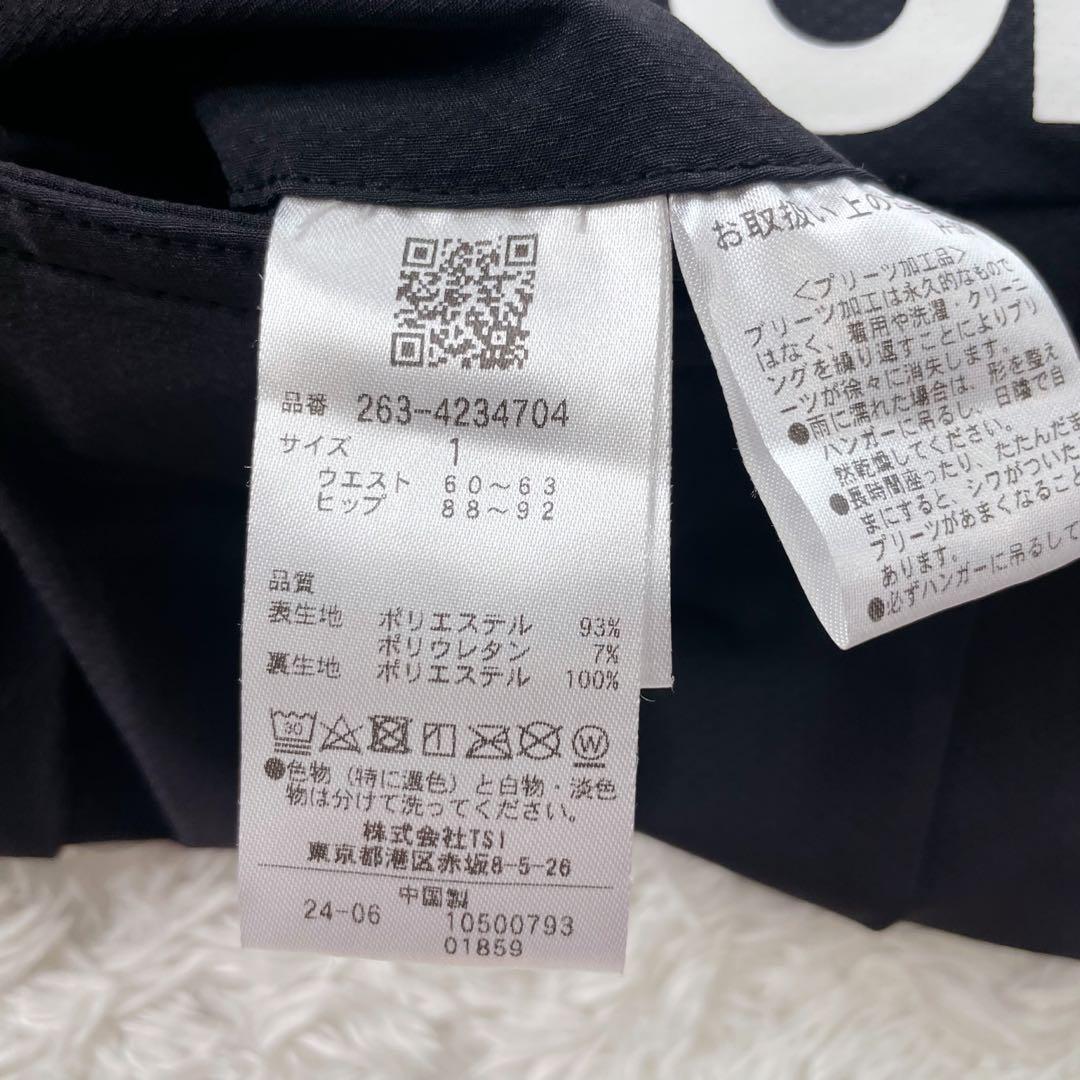 品番 263-4234704
サイズ 1
ウエスト 60～63
ヒップ 88～92
品質
表生地 ポリエステル 93%
ポリウレタン 7%
裏生地 ポリエステル 100%
30
W
●色物（特に濃色）と白物・淡色
物は分けて洗ってください。
株式会社TSI
東京都港区赤坂8-5-26
中国製
24-06 10500793
01859
お取扱い上の
＜プリーツ加工品＞
プリーツ加工は永久的なもので
はなく、着用や洗濯・クリーニ
ングを繰り返すことによりプリ
ーツが徐々に消失します。
●雨に濡れた場合は、形を整え
ハンガーに吊るし、日陰で自
然乾燥してください。
●長時間座ったり、たたんだま
まにすると、シワがついた
プリーツがあまくなること
あります。
●必ずハンガーに吊るして